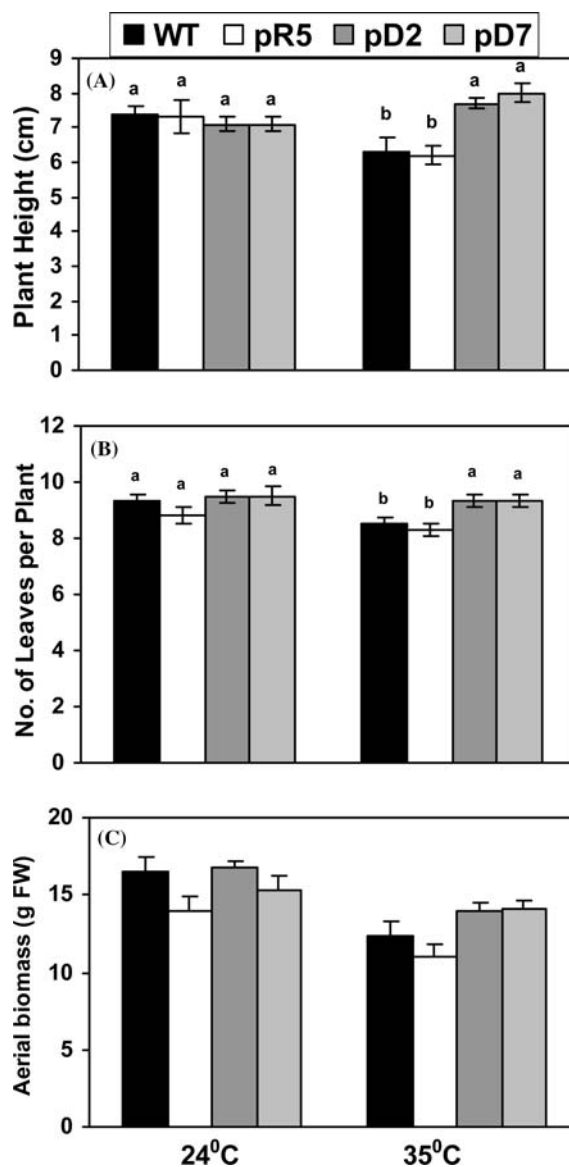 WT pR5 pD2 pD7
(A)
Plant Height (cm)
9
8
7
6
5
4
3
2
1
0
a a a a b b a a
(B)
No. of Leaves per Plant
12
10
8
6
4
2
0
a a a a b b a a
(C)
Aerial biomass (g FW)
20
15
10
5
0
24⁰C 35⁰C